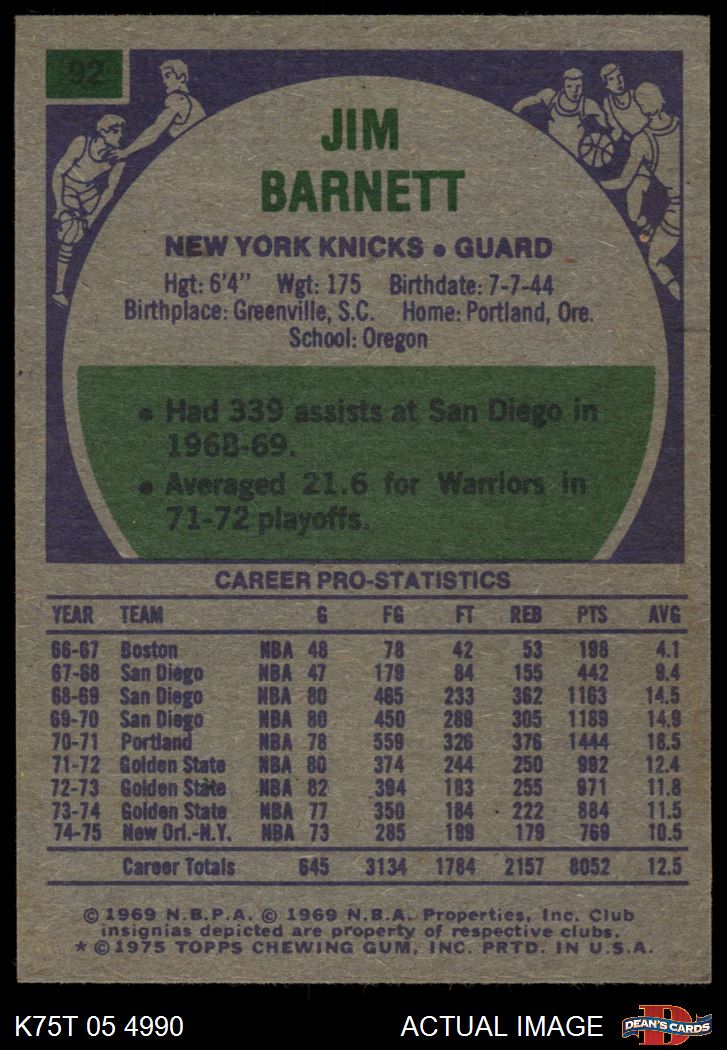 92
JIM
BARNETT
NEW YORK KNICKS • GUARD
Hgt: 6'4" Wgt: 175 Birthdate: 7-7-44
Birthplace: Greenville, S.C. Home: Portland, Ore.
School: Oregon
• Had 339 assists at San Diego in
1968-69.
• Averaged 21.6 for Warriors in
71-72 playoffs.
CAREER PRO-STATISTICS
YEAR TEAM G FG FT REB PTS AVG
66-67 Boston NBA 48 78 42 53 198 4.1
67-68 San Diego NBA 47 179 84 155 442 9.4
68-69 San Diego NBA 80 465 233 362 1163 14.5
69-70 San Diego NBA 80 450 289 305 1189 14.9
70-71 Portland NBA 78 559 326 376 1444 18.5
71-72 Golden State NBA 80 374 244 250 992 12.4
72-73 Golden State NBA 82 394 183 255 971 11.8
73-74 Golden State NBA 77 350 184 222 884 11.5
74-75 New Orl.-N.Y. NBA 73 285 199 179 769 10.5
Career Totals 645 3134 1784 2157 8052 12.5
© 1969 N.B.P.A. © 1969 N.B.A. Properties, Inc. Club
insignias depicted are property of respective clubs.
* © 1975 TOPPS CHEWING GUM, INC. PRTD. IN U.S.A.
K75T 05 4990 ACTUAL IMAGE
D
DEAN'S CARDS